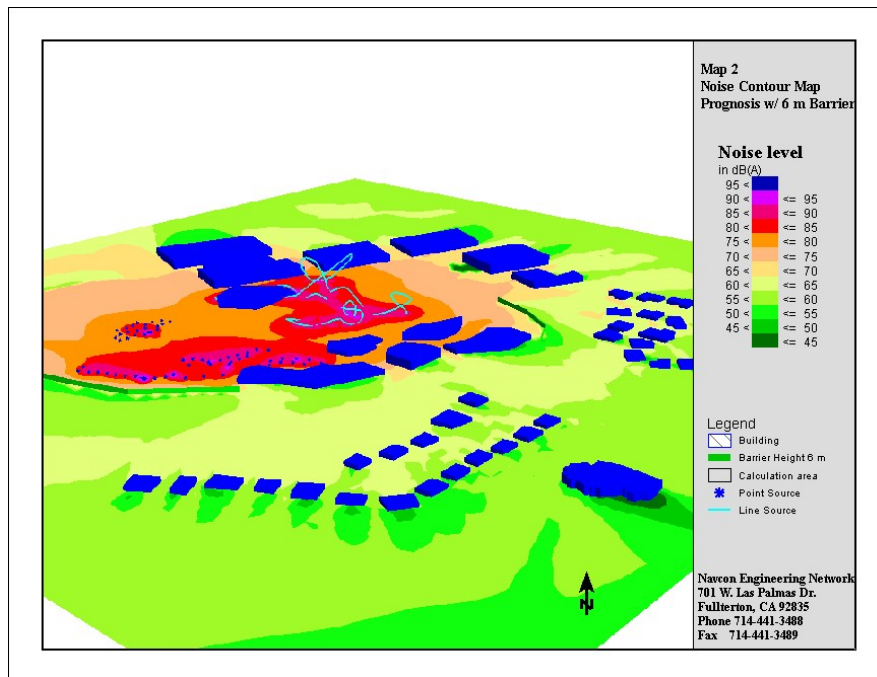 Map 2
Noise Contour Map
Prognosis w/ 6 m Barrier
Noise level
in dB(A)
95 <
90 < <= 95
85 < <= 90
80 < <= 85
75 < <= 80
70 < <= 75
65 < <= 70
60 < <= 65
55 < <= 60
50 < <= 55
45 < <= 50
<= 45
Legend
Building
Barrier Height 6 m
Calculation area
Point Source
Line Source
N
Navcon Engineering Network
701 W. Las Palmas Dr.
Fullterton, CA 92835
Phone 714-441-3488
Fax 714-441-3489